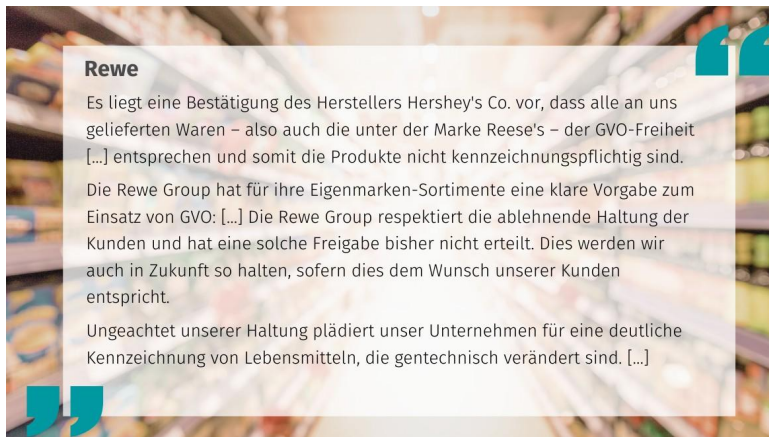 Rewe
Es liegt eine Bestätigung des Herstellers Hershey's Co. vor, dass alle an uns
gelieferten Waren – also auch die unter der Marke Reese's – der GVO-Freiheit
[...] entsprechen und somit die Produkte nicht kennzeichnungspflichtig sind.
Die Rewe Group hat für ihre Eigenmarken-Sortimente eine klare Vorgabe zum
Einsatz von GVO: [...] Die Rewe Group respektiert die ablehnende Haltung der
Kunden und hat eine solche Freigabe bisher nicht erteilt. Dies werden wir
auch in Zukunft so halten, sofern dies dem Wunsch unserer Kunden
entspricht.
Ungeachtet unserer Haltung plädiert unser Unternehmen für eine deutliche
Kennzeichnung von Lebensmitteln, die gentechnisch verändert sind. [...]